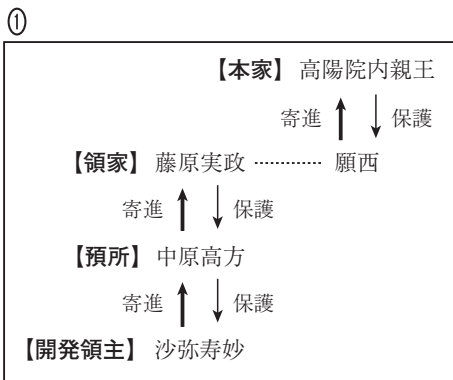 ①
【本家】 高陽院内親王
寄進 保護
【領家】 藤原実政 ………… 願西
寄進 保護
【預所】 中原高方
寄進 保護
【開発領主】 沙弥寿妙